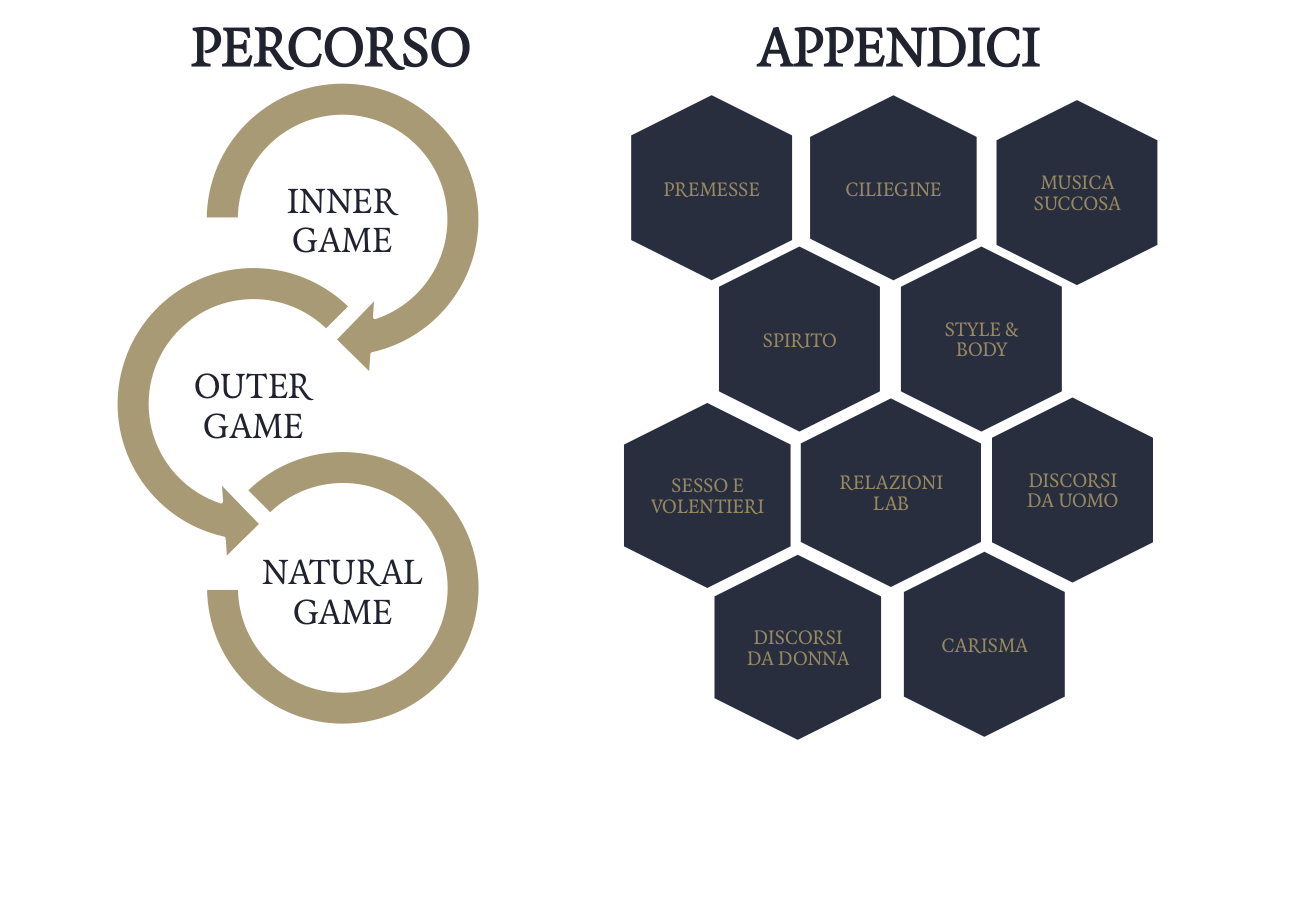 PERCORSO
INNER
GAME
OUTER
GAME
NATURAL
GAME
APPENDICI
PREMESSE
CILIEGINE
MUSICA
SUCCOSA
SPIRITO
STYLE &
BODY
SESSO E
VOLENTIERI
RELAZIONI
LAB
DISCORSI
DA UOMO
DISCORSI
DA DONNA
CARISMA